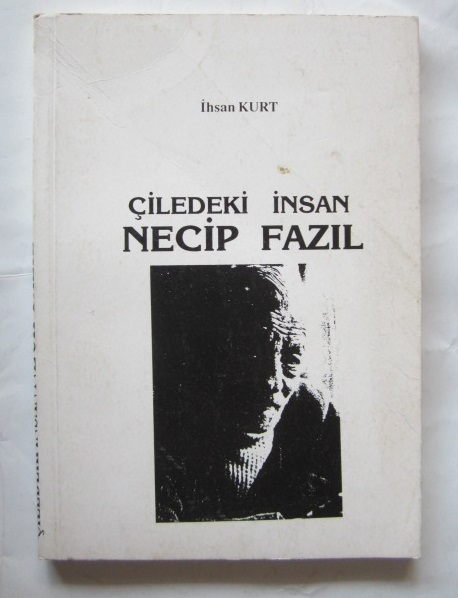 İhsan KURT
ÇİLEDEKİ İNSAN
NECİP FAZIL